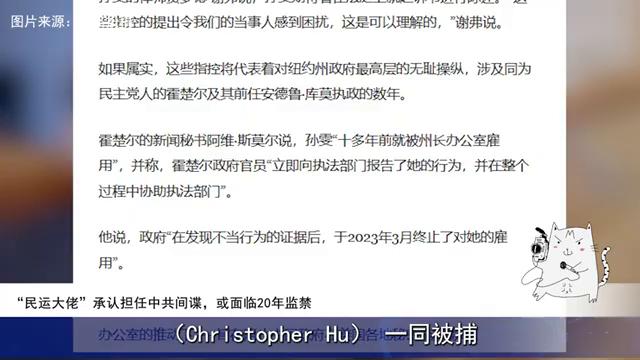 图片来源：
指控的提出令我们的当事人感到困扰，这是可以理解的，”谢弗说。
如果属实，这些指控将代表着对纽约州政府最高层的无耻操纵，涉及同为
民主党人的霍楚尔及其前任安德鲁·库莫执政的数年。
霍楚尔的新闻秘书阿维·斯莫尔说，孙雯“十多年前就被州长办公室雇
用”，并称，霍楚尔政府官员“立即向执法部门报告了她的行为，并在整个
过程中协助执法部门”。
他说，政府“在发现不当行为的证据后，于2023年3月终止了对她的雇
用”。
“民运大佬”承认担任中共间谍，或面临20年监禁
（Christopher Hu） 一同被捕